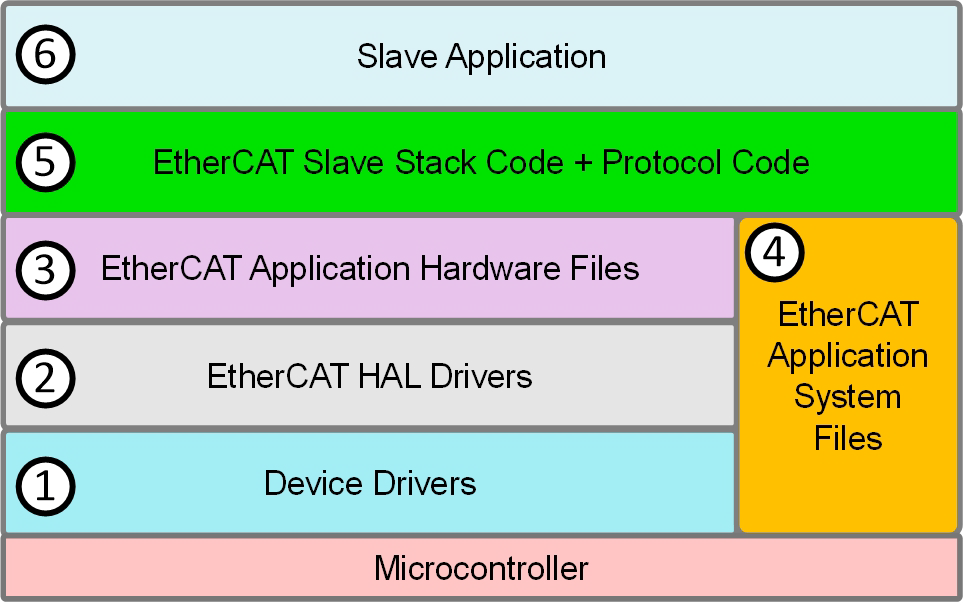 6
Slave Application
5
EtherCAT Slave Stack Code + Protocol Code
3
EtherCAT Application Hardware Files
4
EtherCAT
Application
System
Files
2
EtherCAT HAL Drivers
1
Device Drivers
Microcontroller